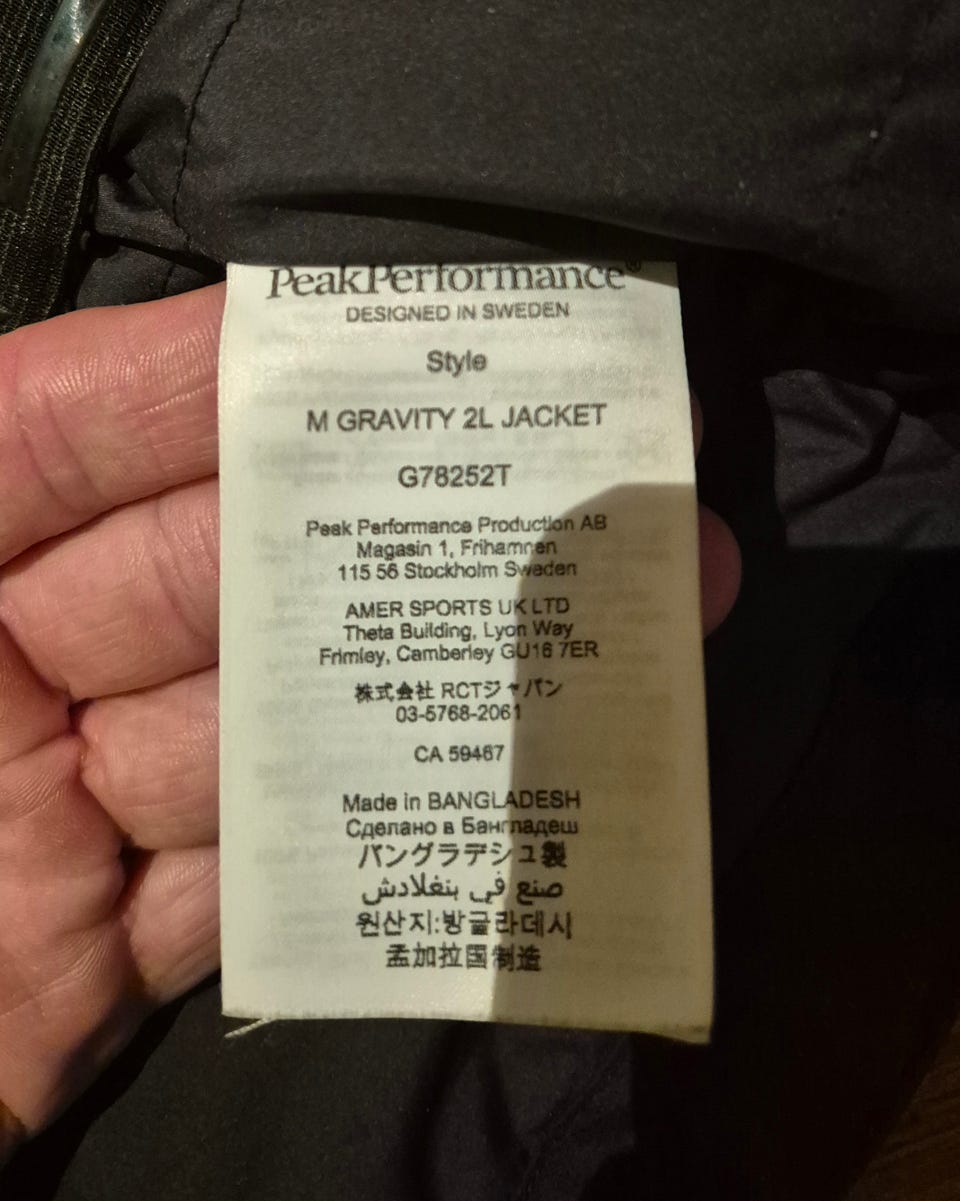 PeakPerformance®
DESIGNED IN SWEDEN
Style
M GRAVITY 2L JACKET
G78252T
Peak Performance Production AB
Magasin 1, Frihamnen
115 56 Stockholm Sweden
AMER SPORTS UK LTD
Theta Building, Lyon Way
Frimley, Camberley GU16 7ER
株式会社 RCTジャパン
03-5768-2061
CA 59467
Made in BANGLADESH
Сделано в Бангладеш
バングラデシュ製
صنع في بنغلادش
원산지:방글라데시
孟加拉国制造